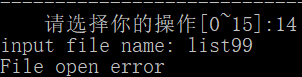 请选择你的操作[0~15]:14
input file name: list99
File open error